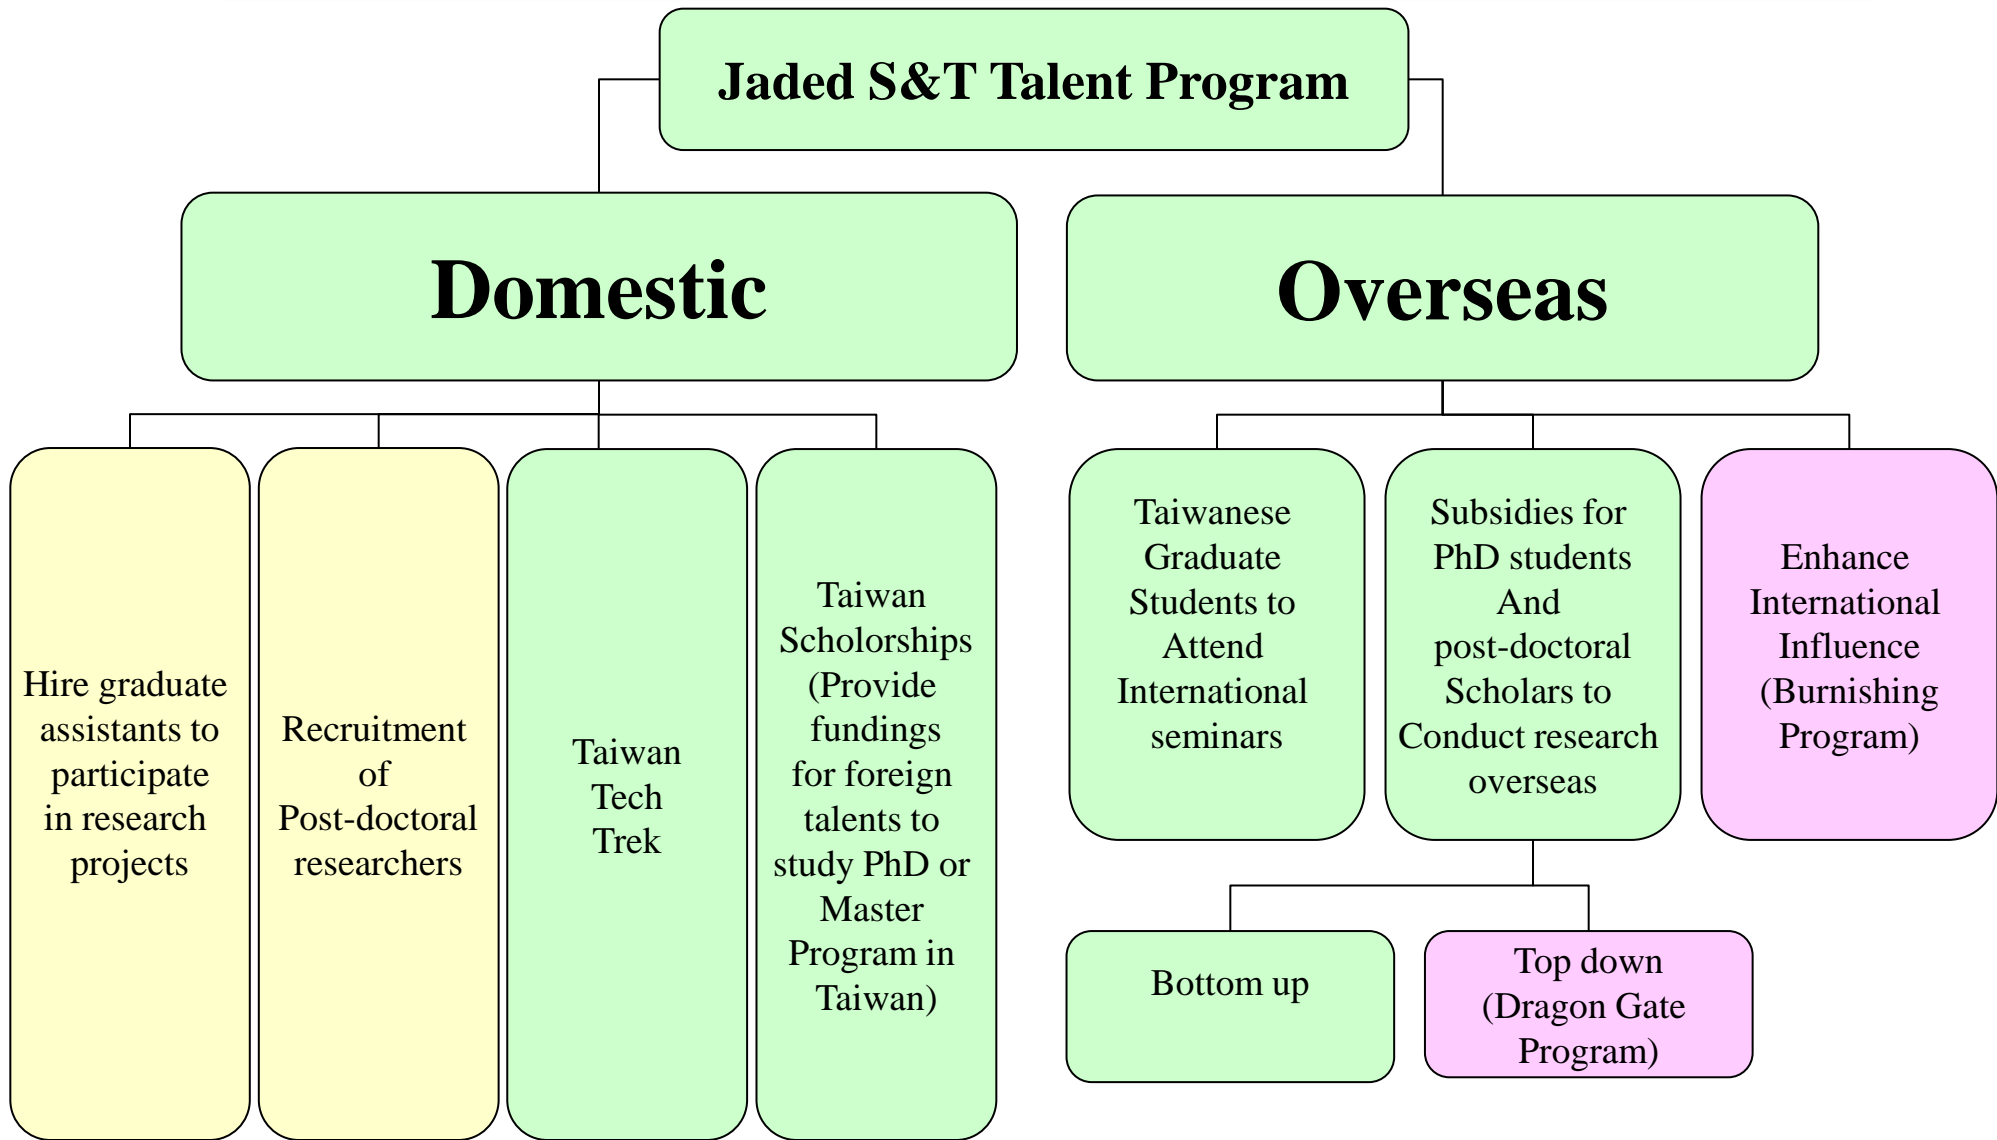 Jaded S&T Talent Program
Domestic
Overseas
Hire graduate
assistants to
participate
in research
projects
Recruitment
of
Post-doctoral
researchers
Taiwan
Tech
Trek
Taiwan
Scholorships
(Provide
fundings
for foreign
talents to
study PhD or
Master
Program in
Taiwan)
Taiwanese
Graduate
Students to
Attend
International
seminars
Subsidies for
PhD students
And
post-doctoral
Scholars to
Conduct research
overseas
Enhance
International
Influence
(Burnishing
Program)
Bottom up
Top down
(Dragon Gate
Program)